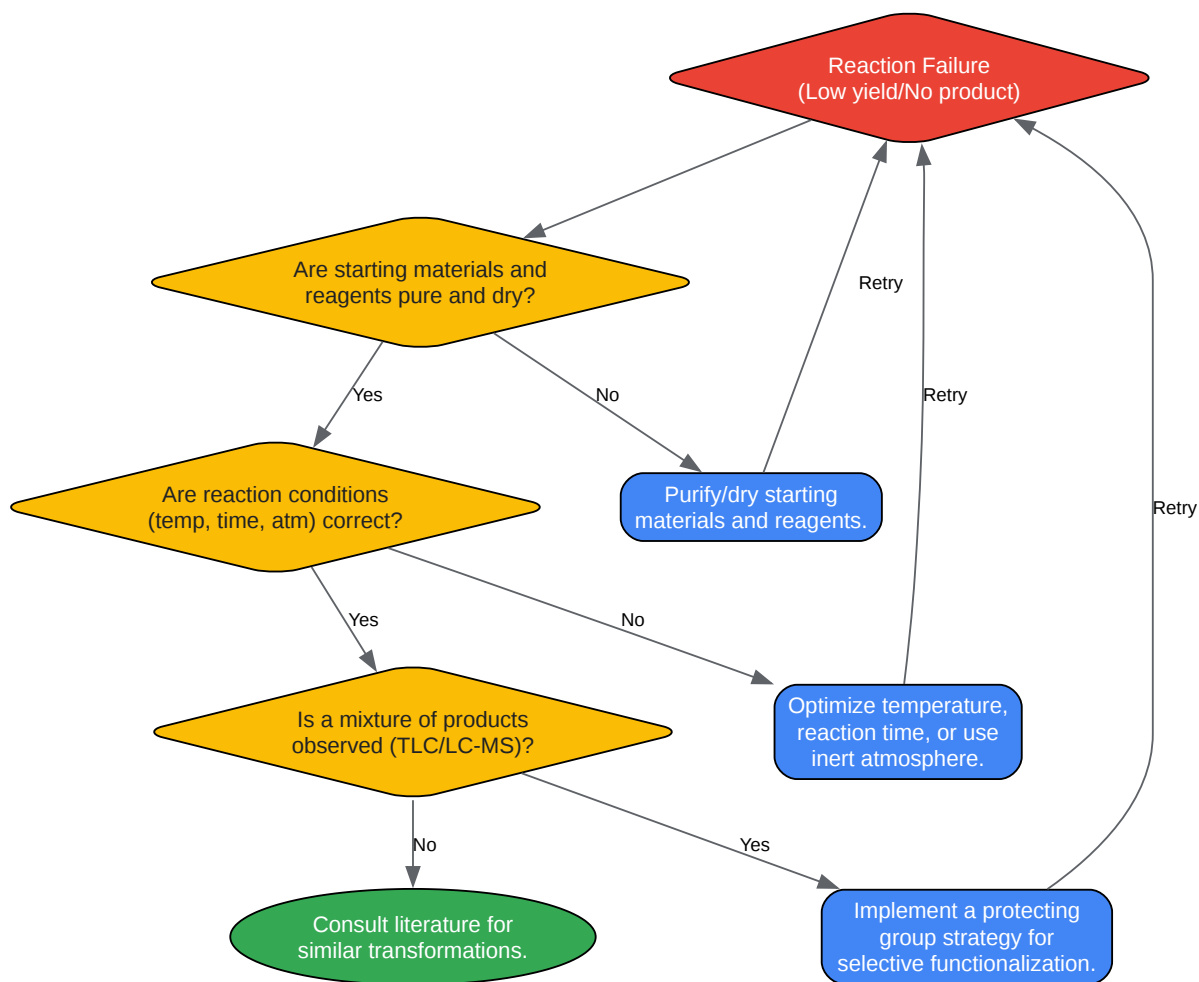 Reaction Failure
(Low yield/No product)
Are starting materials and
reagents pure and dry?
Retry
Yes
No
Retry
Are reaction conditions
(temp, time, atm) correct?
Purify/dry starting
materials and reagents.
Retry
Yes
No
Is a mixture of products
observed (TLC/LC-MS)?
Optimize temperature,
reaction time, or use
inert atmosphere.
No
Yes
Consult literature for
similar transformations.
Implement a protecting
group strategy for
selective functionalization.